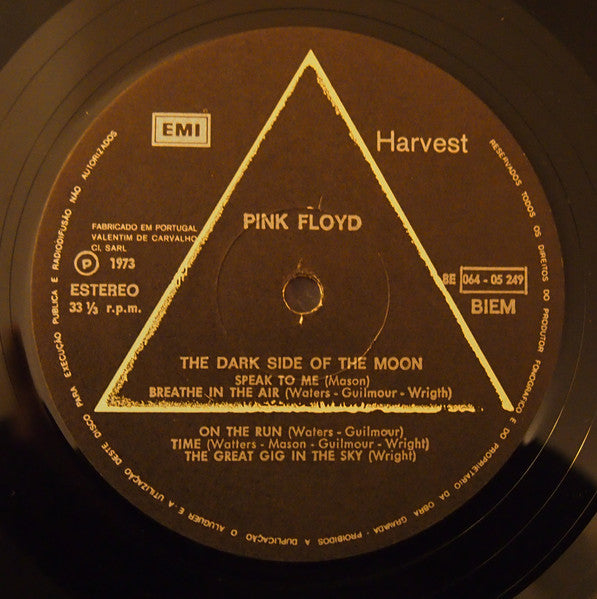 EMI
Harvest
PINK FLOYD
FABRICADO EM PORTUGAL
VALENTIM DE CARVALHO
CI, SARL
Ⓟ 1973
ESTEREO
33 ⅓ r.p.m.
BE 064 - 05 249
BIEM
THE DARK SIDE OF THE MOON
SPEAK TO ME (Mason)
BREATHE IN THE AIR (Waters - Guilmour - Wrigth)
ON THE RUN (Waters - Guilmour)
TIME (Watters - Mason - Guilmour - Wright)
THE GREAT GIG IN THE SKY (Wright)
RESERVADOS TODOS OS DIREITOS DO PRODUTOR FONOGRÁFICO E DO PROPRIETARIO DA OBRA GRAVADA - PROIBIDOS A DUPLICAÇÃO O ALUGUER E A UTILIZAÇÃO DESTE DISCO PARA EXECUÇÃO PUBLICA E RADIODIFUSÃO NÃO AUTORIZADOS